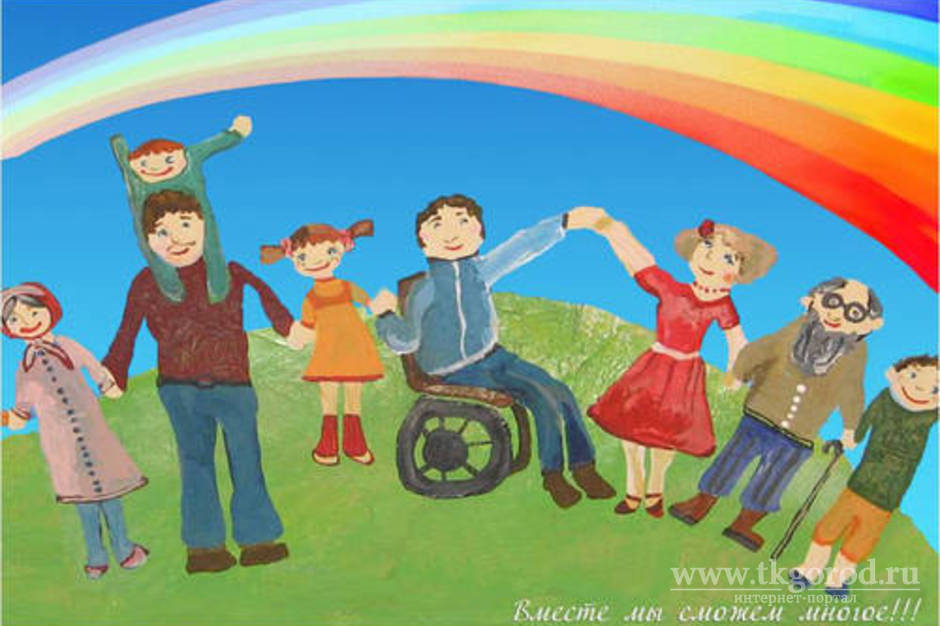 www.tkgorod.ru
интернет-портал
Вместе мы сможем многое!!!